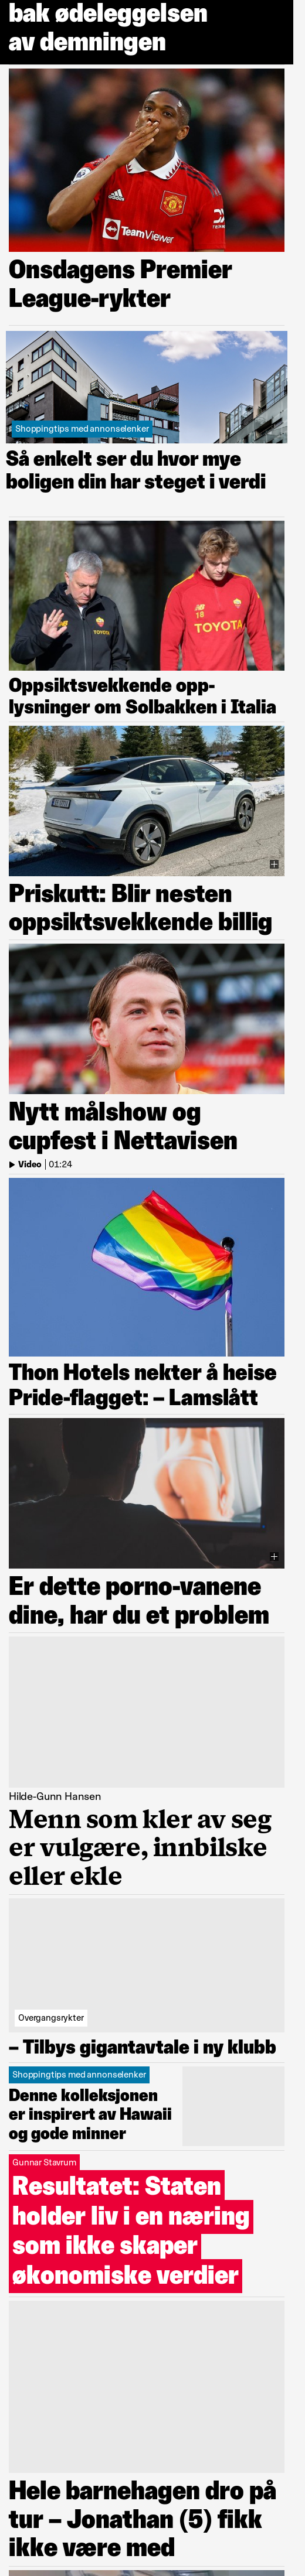 bak ødeleggelsen
av demningen
TeamViewer
Onsdagens Premier
League-rykter
Shoppingtips med annonselenker
Så enkelt ser du hvor mye
boligen din har steget i verdi
TOYOTA
TOYOTA
Oppsiktsvekkende opp-
lysninger om Solbakken i Italia
Priskutt: Blir nesten
oppsiktsvekkende billig
Nytt målshow og
cupfest i Nettavisen
Video | 01:24
Thon Hotels nekter å heise
Pride-flagget: – Lamslått
Er dette porno-vanene
dine, har du et problem
Hilde-Gunn Hansen
Menn som kler av seg
er vulgære, innbilske
eller ekle
Overgangsrykter
– Tilbys gigantavtale i ny klubb
Shoppingtips med annonselenker
Denne kolleksjonen
er inspirert av Hawaii
og gode minner
Gunnar Stavrum
Resultatet: Staten
holder liv i en næring
som ikke skaper
økonomiske verdier
Hele barnehagen dro på
tur – Jonathan (5) fikk
ikke være med